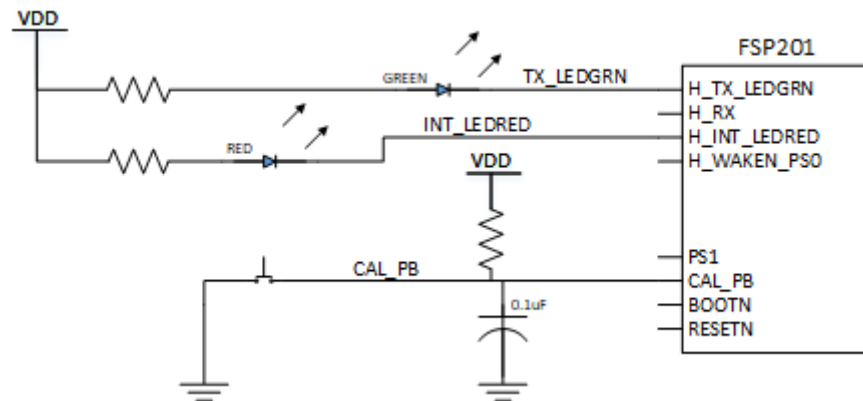 VDD
FSP201
GREEN
TX_LEDGRN
H_TX_LEDGRN
H_RX
INT_LEDRED
H_INT_LEDRED
RED
VDD
H_WAKEN_PS0
PS1
CAL_PB
CAL_PB
0.1uF
BOOTN
RESETN